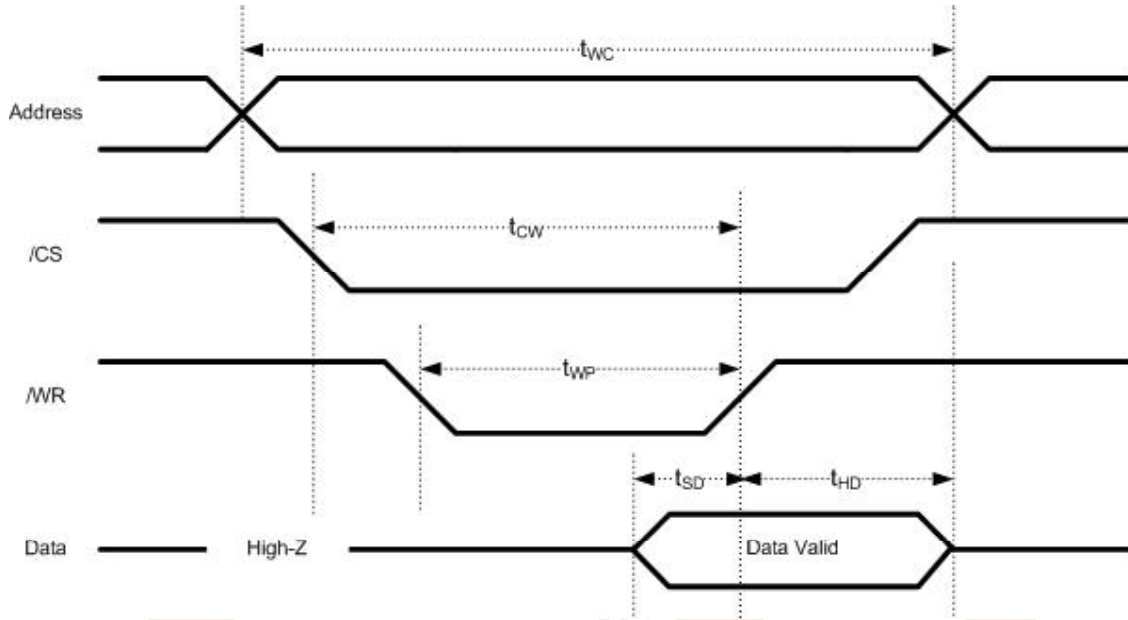 tWC
Address
tCW
/CS
tWP
/WR
tSD tHD
Data High-Z Data Valid